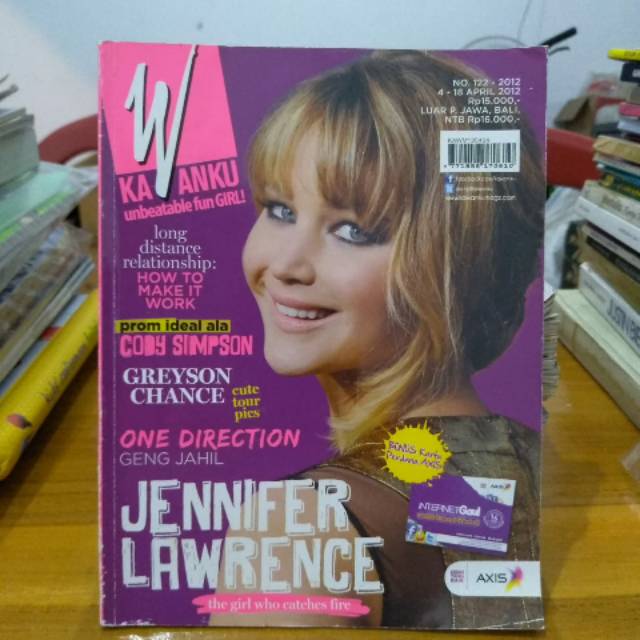 W
KAWANKU
unbeatable fun GIRL!
NO. 122 - 2012
4 - 18 APRIL 2012
Rp15.000,-
LUAR P. JAWA, BALI,
NTB Rp16.000,-
long
distance
relationship:
HOW TO
MAKE IT
WORK
prom ideal ala
CODY SIMPSON
GREYSON
CHANCE
cute
tour
pics
ONE DIRECTION
GENG JAHIL
JENNIFER
LAWRENCE
the girl who catches fire
BONUS Kartu
Perdana Axis
INTERNETGaul
AXIS